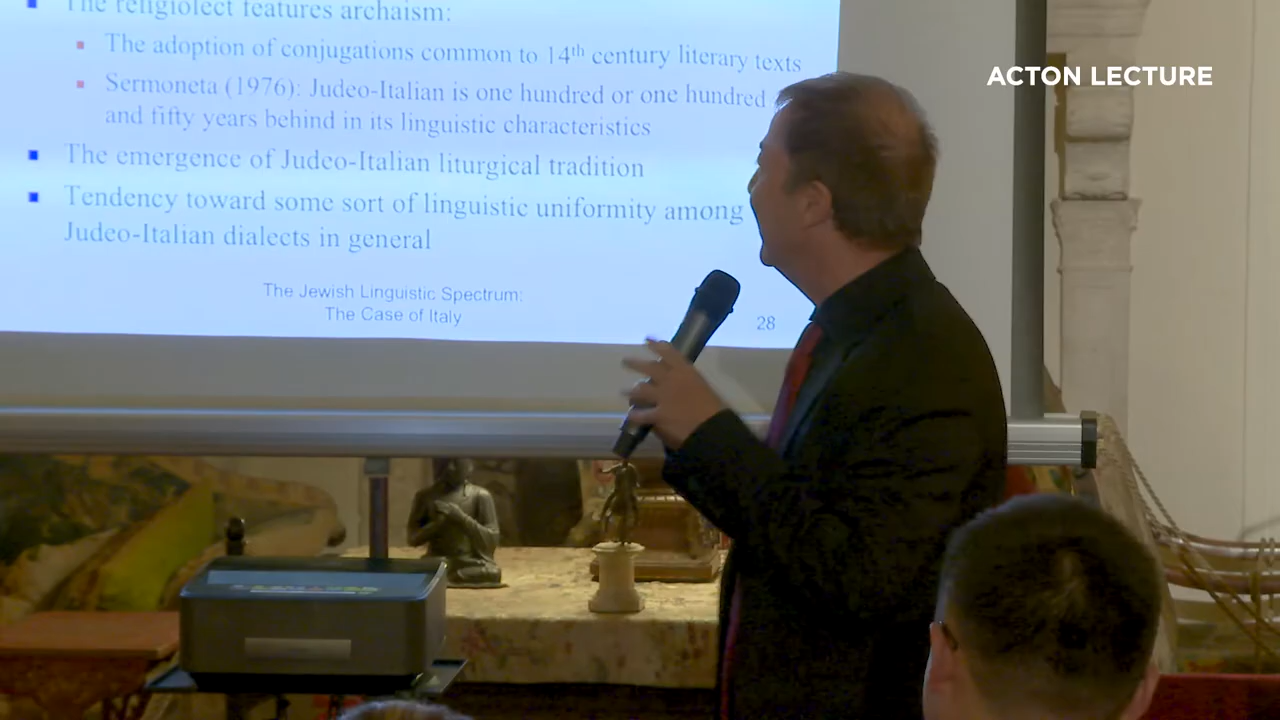 The religiolect features archaism:
The adoption of conjugations common to 14th century literary texts
Sermoneta (1976): Judeo-Italian is one hundred or one hundred
and fifty years behind in its linguistic characteristics
The emergence of Judeo-Italian liturgical tradition
Tendency toward some sort of linguistic uniformity among
Judeo-Italian dialects in general
The Jewish Linguistic Spectrum:
The Case of Italy
28
ACTON LECTURE